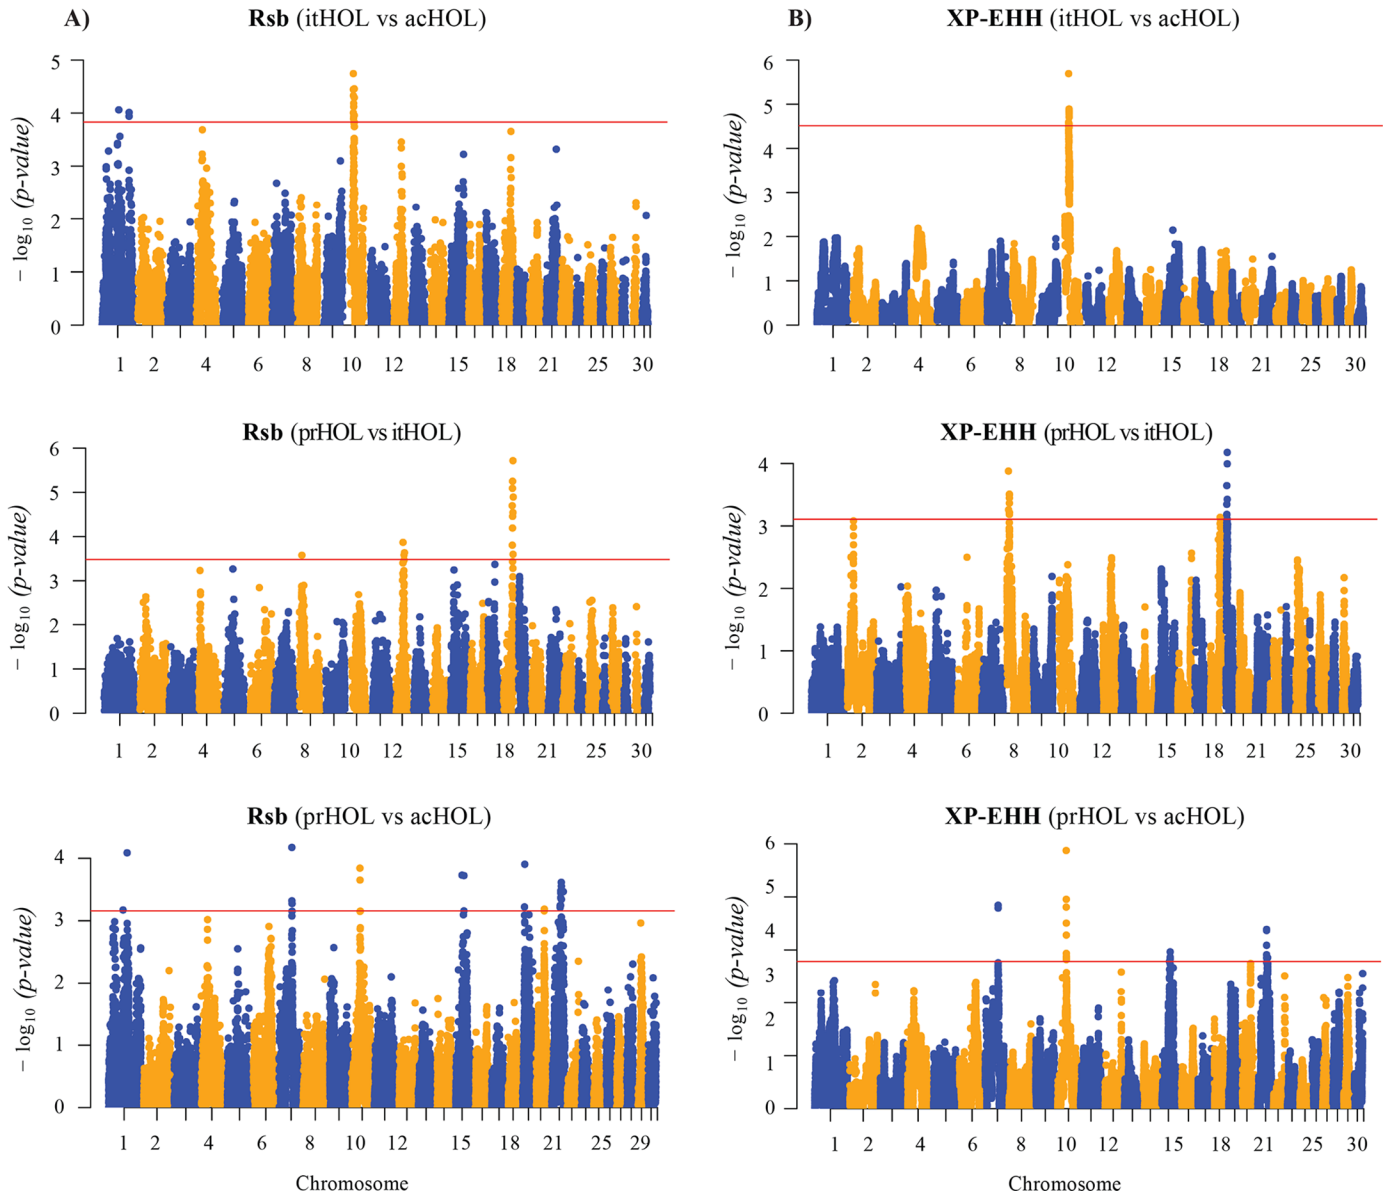 A)
Rsb (itHOL vs acHOL)
5
4
3
2
1
0
− log10 (p-value)
1 2 4 6 8 10 12 15 18 21 25 30
B)
XP-EHH (itHOL vs acHOL)
6
5
4
3
2
1
0
− log10 (p-value)
1 2 4 6 8 10 12 15 18 21 25 30
Rsb (prHOL vs itHOL)
6
5
4
3
2
1
0
− log10 (p-value)
1 2 4 6 8 10 12 15 18 21 25 30
XP-EHH (prHOL vs itHOL)
4
3
2
1
0
− log10 (p-value)
1 2 4 6 8 10 12 15 18 21 25 30
Rsb (prHOL vs acHOL)
4
3
2
1
0
− log10 (p-value)
1 2 4 6 8 10 12 15 18 21 25 29
Chromosome
XP-EHH (prHOL vs acHOL)
6
5
4
3
2
1
0
− log10 (p-value)
1 2 4 6 8 10 12 15 18 21 25 30
Chromosome